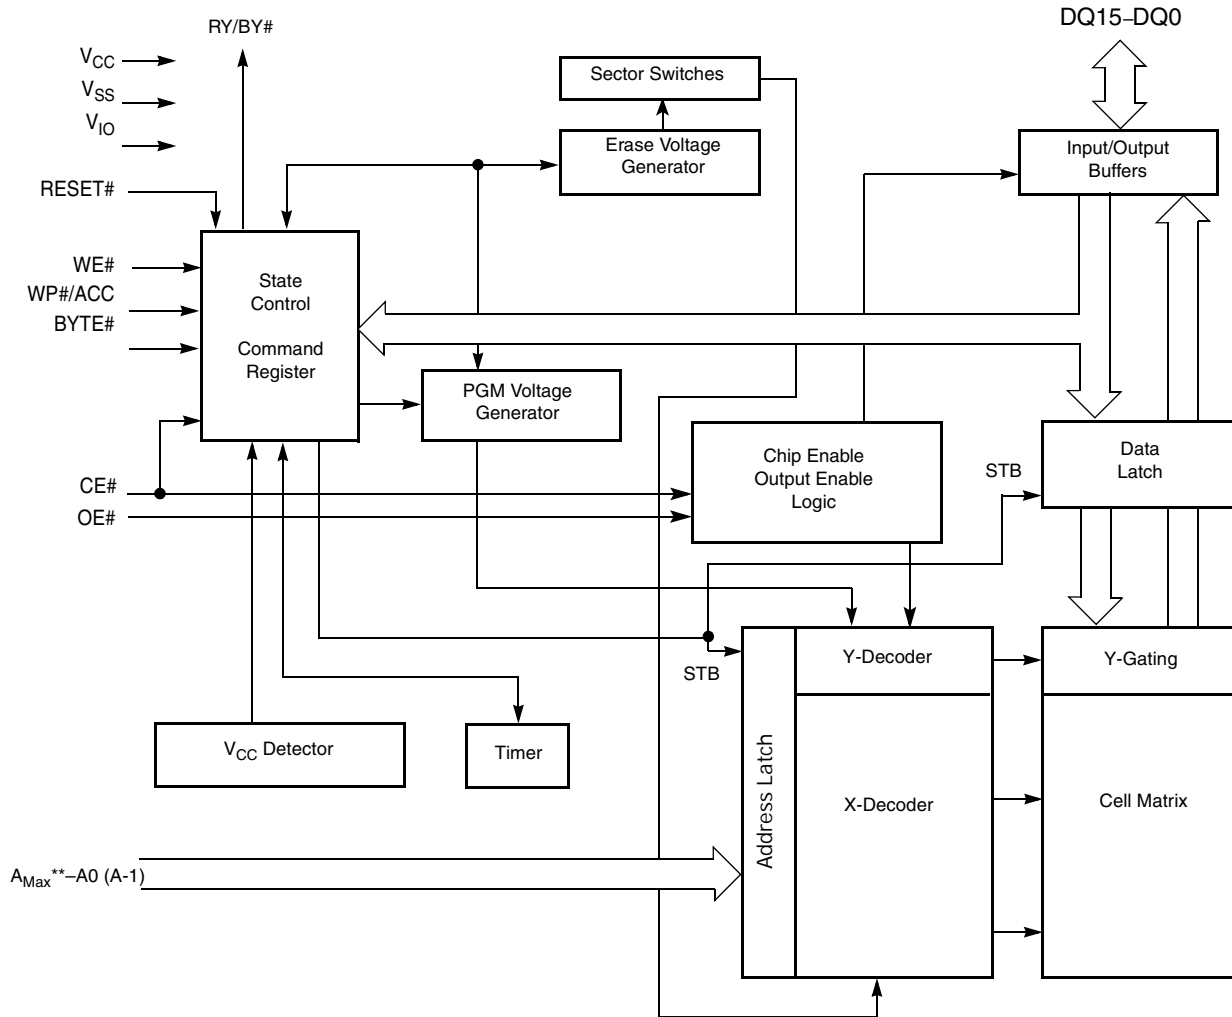 RY/BY#
DQ15–DQ0
VCC
VSS
VIO
Sector Switches
Erase Voltage
Generator
Input/Output
Buffers
RESET#
WE#
WP#/ACC
BYTE#
State
Control
Command
Register
PGM Voltage
Generator
Chip Enable
Output Enable
Logic
STB
Data
Latch
CE#
OE#
STB
Y-Decoder
Y-Gating
VCC Detector
Timer
Address Latch
X-Decoder
Cell Matrix
AMax**–A0 (A-1)